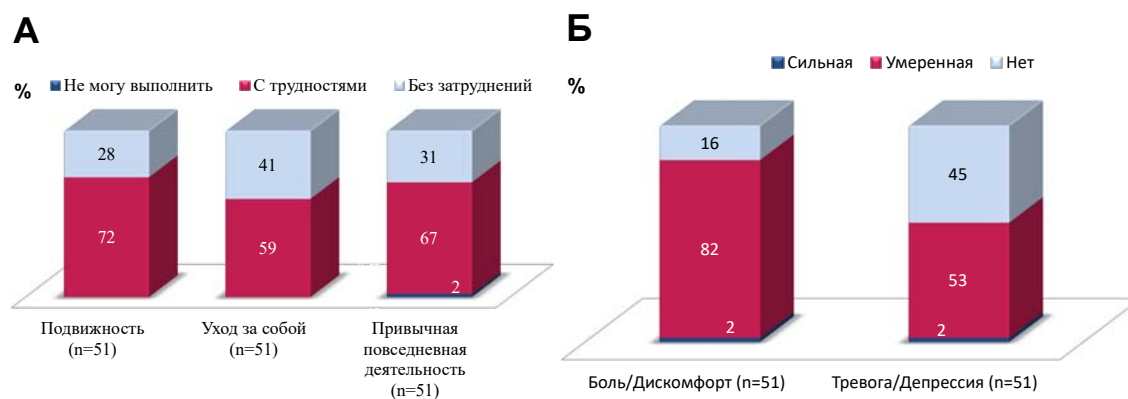 А
%
Не могу выполнить С трудностями Без затруднений
28 41 31
72 59 67
2
Подвижность
(n=51)
Уход за собой
(n=51)
Привычная
повседневная
деятельность
(n=51)
Б
Сильная Умеренная Нет
%
16 45
82 53
2 2
Боль/Дискомфорт (n=51) Тревога/Депрессия (n=51)